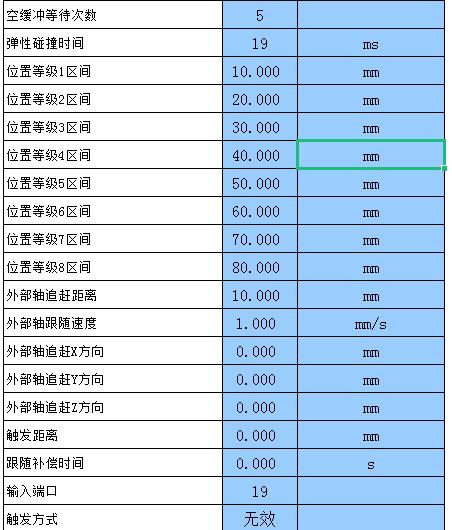 空缓冲等待次数 5
弹性碰撞时间 19 ms
位置等级1区间 10.000 mm
位置等级2区间 20.000 mm
位置等级3区间 30.000 mm
位置等级4区间 40.000 mm
位置等级5区间 50.000 mm
位置等级6区间 60.000 mm
位置等级7区间 70.000 mm
位置等级8区间 80.000 mm
外部轴追赶距离 10.000 mm
外部轴跟随速度 1.000 mm/s
外部轴追赶X方向 0.000 mm
外部轴追赶Y方向 0.000 mm
外部轴追赶Z方向 0.000 mm
触发距离 0.000 mm
跟随补偿时间 0.000 s
输入端口 19
触发方式 无效